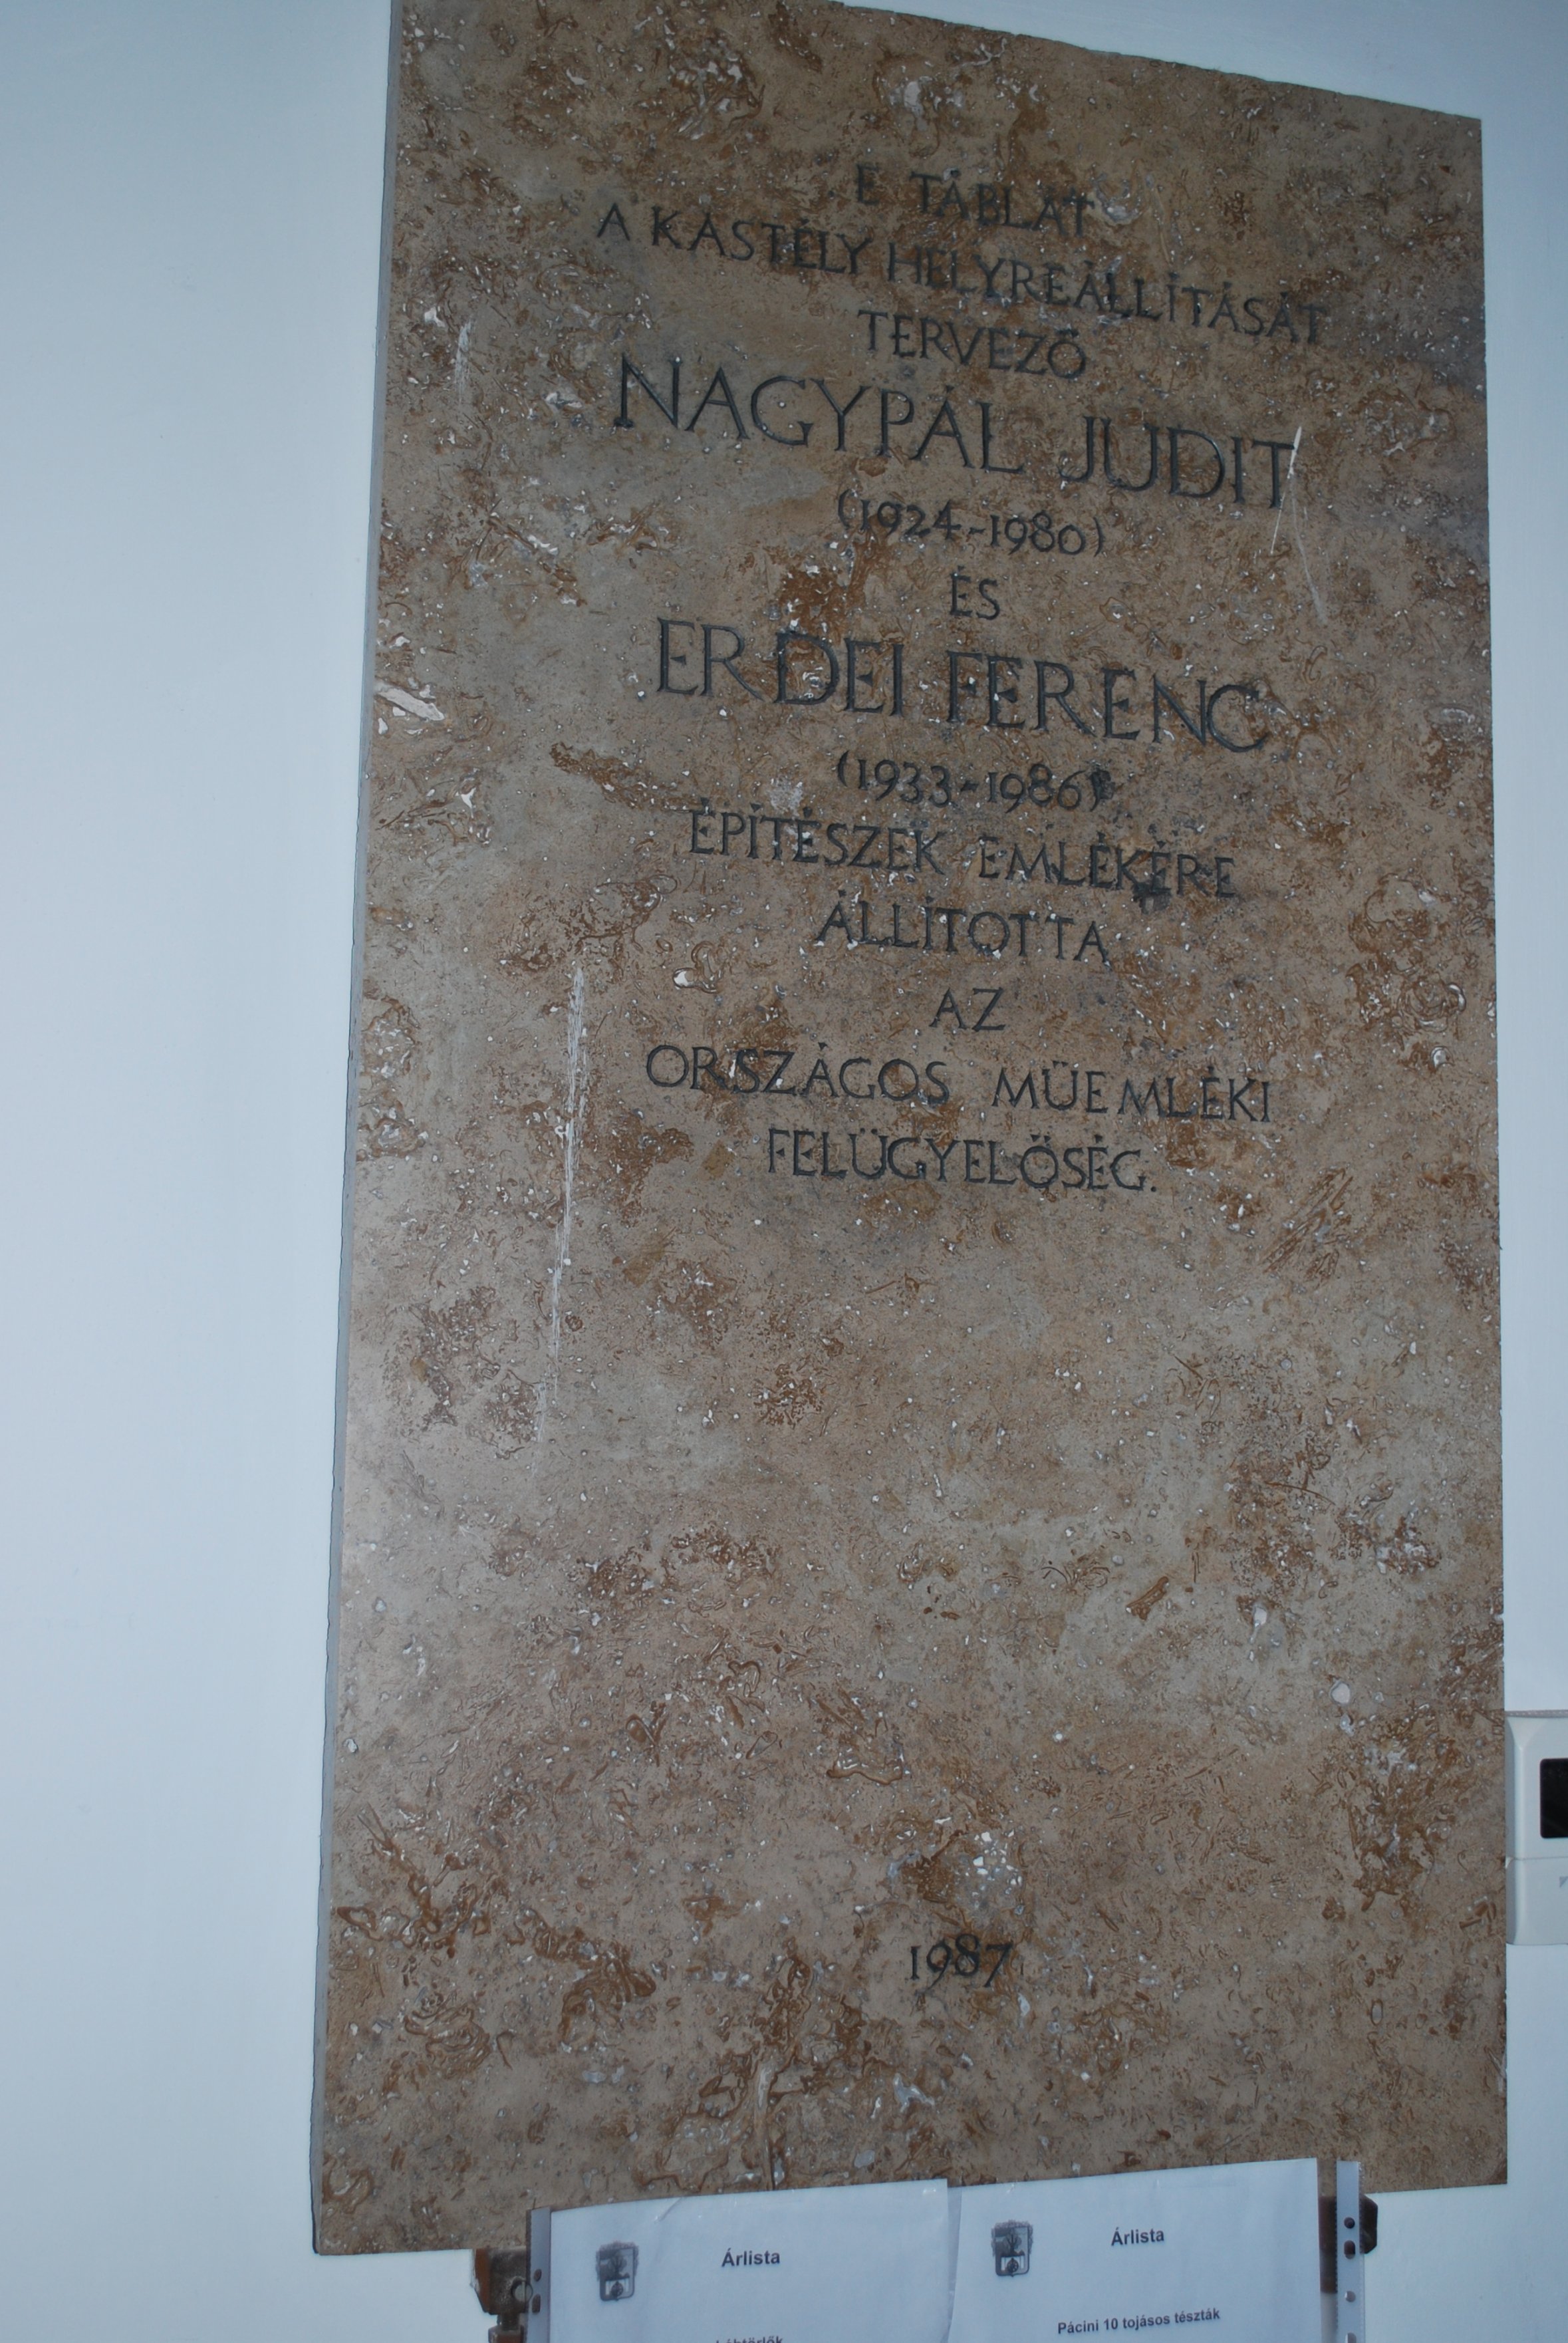 E TÁBLÁT
A KASTÉLY HELYREÁLLÍTÁSÁT
TERVEZŐ
NAGYPÁL JUDIT
(1924-1980)
ÉS
ERDEI FERENC
(1933-1986)
ÉPÍTÉSZEK EMLÉKÉRE
ÁLLÍTOTTA
AZ
ORSZÁGOS MŰEMLÉKI
FELÜGYELŐSÉG.
1987
Árlista
Árlista
Pácini 10 tojásos tészták